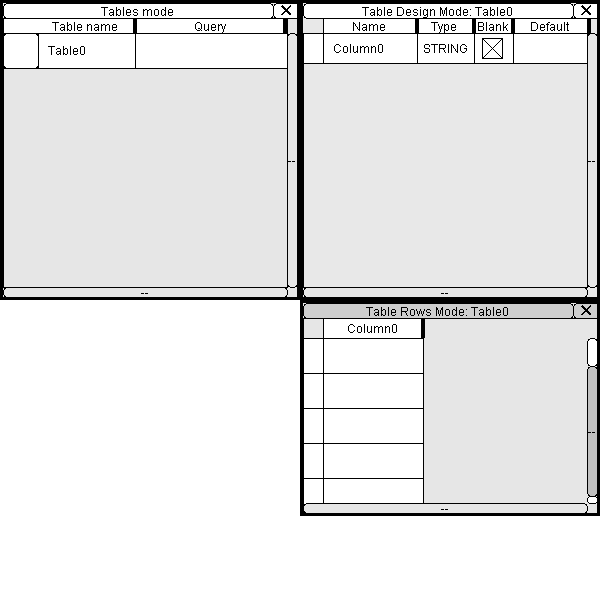 Tables mode
Table name Query
Table0
--
--
Table Design Mode: Table0
Name Type Blank Default
Column0 STRING
--
--
Table Rows Mode: Table0
Column0
--
--